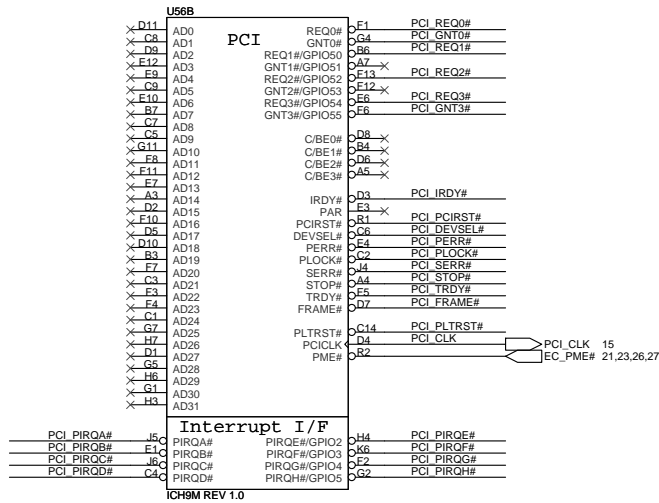 U56B
PCI
D11 AD0
C8 AD1
D9 AD2
E12 AD3
E9 AD4
C9 AD5
E10 AD6
B7 AD7
C7 AD8
C5 AD9
G11 AD10
F8 AD11
F11 AD12
E7 AD13
A3 AD14
D2 AD15
F10 AD16
D5 AD17
D10 AD18
B3 AD19
F7 AD20
C3 AD21
F3 AD22
F4 AD23
C1 AD24
G7 AD25
H7 AD26
D1 AD27
G5 AD28
H6 AD29
G1 AD30
H3 AD31
REQ0# F1 PCI_REQ0#
GNT0# G4 PCI_GNT0#
REQ1#/GPIO50 B6 PCI_REQ1#
GNT1#/GPIO51 A7
REQ2#/GPIO52 F13 PCI_REQ2#
GNT2#/GPIO53 F12
REQ3#/GPIO54 E6 PCI_REQ3#
GNT3#/GPIO55 F6 PCI_GNT3#
C/BE0# D8
C/BE1# B4
C/BE2# D6
C/BE3# A5
IRDY# D3 PCI_IRDY#
PAR E3
PCIRST# R1 PCI_PCIRST#
DEVSEL# C6 PCI_DEVSEL#
PERR# E4 PCI_PERR#
PLOCK# C2 PCI_PLOCK#
SERR# J4 PCI_SERR#
STOP# A4 PCI_STOP#
TRDY# F5 PCI_TRDY#
FRAME# D7 PCI_FRAME#
PLTRST# C14 PCI_PLTRST#
PCICLK D4 PCI_CLK PCI_CLK 15
PME# R2 EC_PME# 21,23,26,27
Interrupt I/F
PCI_PIRQA# J5 PIRQA# PIRQE#/GPIO2 H4 PCI_PIRQE#
PCI_PIRQB# E1 PIRQB# PIRQF#/GPIO3 K6 PCI_PIRQF#
PCI_PIRQC# J6 PIRQC# PIRQG#/GPIO4 F2 PCI_PIRQG#
PCI_PIRQD# C4 PIRQD# PIRQH#/GPIO5 G2 PCI_PIRQH#
ICH9M REV 1.0